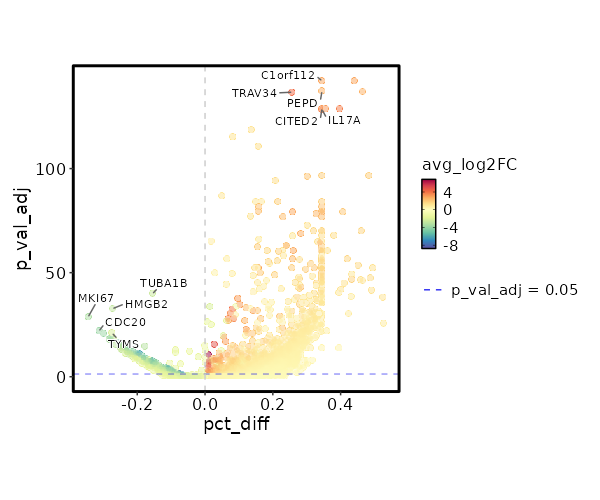 C1orf112
TRAV34
PEPD
CITED2 IL17A
TUBA1B
MKI67
HMGB2
CDC20
TYMS
p_val_adj
100
50
0
-0.2 0.0 0.2 0.4
pct_diff
avg_log2FC
4
0
-4
-8
p_val_adj = 0.05